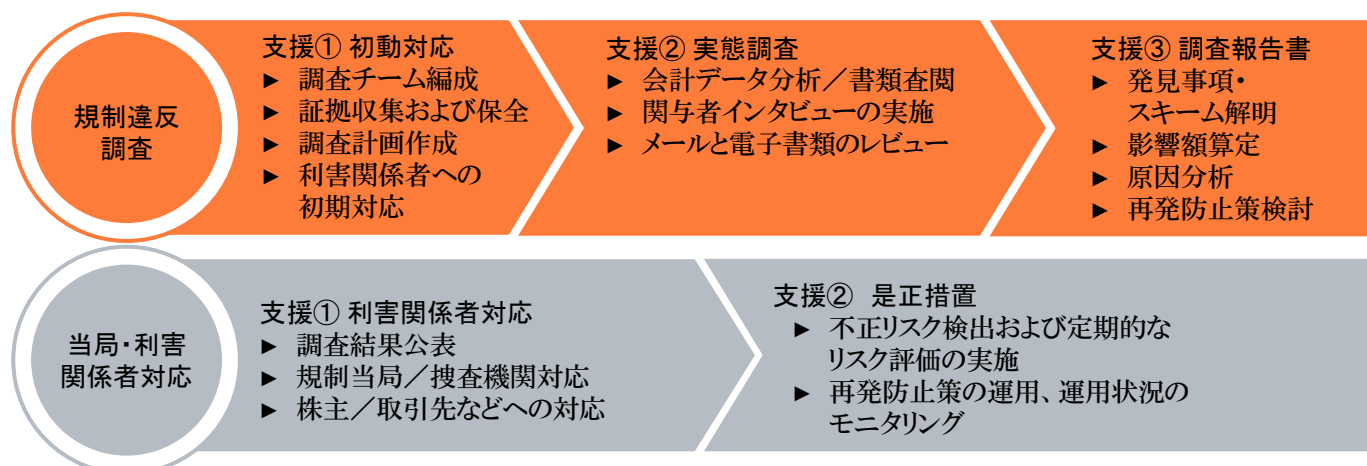 規制違反
調査
支援① 初動対応
► 調査チーム編成
► 証拠収集および保全
► 調査計画作成
► 利害関係者への
初期対応
支援② 実態調査
► 会計データ分析／書類査閲
► 関与者インタビューの実施
► メールと電子書類のレビュー
支援③ 調査報告書
► 発見事項・
スキーム解明
► 影響額算定
► 原因分析
► 再発防止策検討
当局・利害
関係者対応
支援① 利害関係者対応
► 調査結果公表
► 規制当局／捜査機関対応
► 株主／取引先などへの対応
支援② 是正措置
► 不正リスク検出および定期的な
リスク評価の実施
► 再発防止策の運用、運用状況の
モニタリング